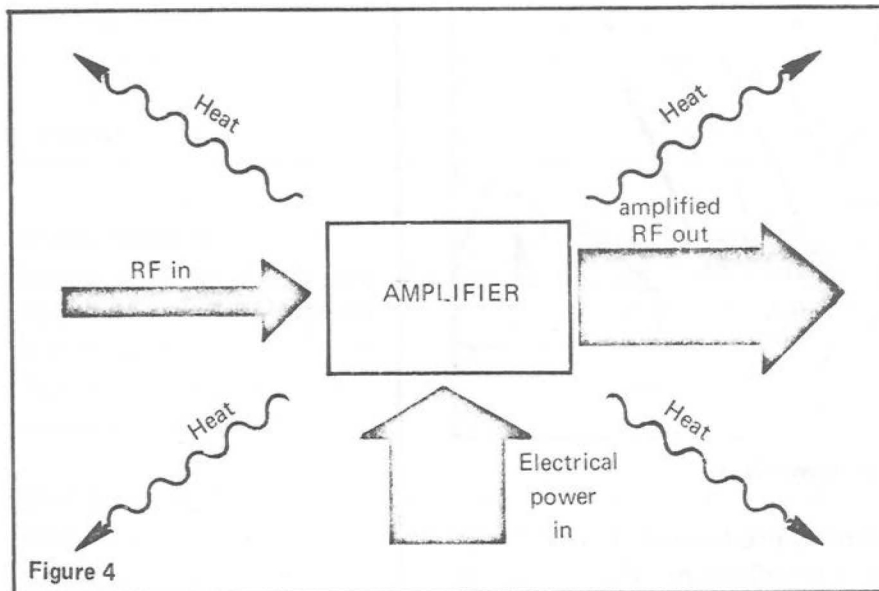 Heat
Heat
amplified
RF out
RF in
AMPLIFIER
Heat
Heat
Electrical
power
in
Figure 4